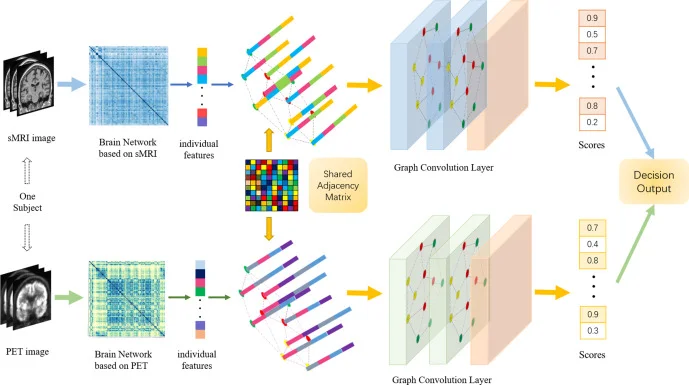 sMRI image
Brain Network
based on sMRI
individual
features
Graph Convolution Layer
0.9
0.5
0.7
0.8
0.2
Scores
One
Subject
Shared
Adjacency
Matrix
Decision
Output
PET image
Brain Network
based on PET
individual
features
Graph Convolution Layer
0.7
0.4
0.8
0.9
0.3
Scores